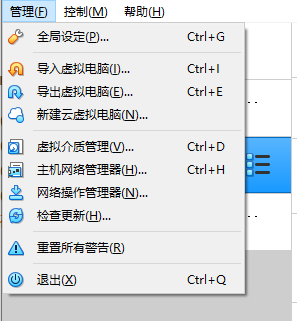 管理(F) 控制(M) 帮助(H)
全局设定(P)... Ctrl+G
导入虚拟电脑(I)... Ctrl+I
导出虚拟电脑(E)... Ctrl+E
新建云虚拟电脑(N)...
虚拟介质管理(V)... Ctrl+D
主机网络管理器(H)... Ctrl+H
网络操作管理器(N)...
检查更新(H)...
重置所有警告(R)
退出(X) Ctrl+Q